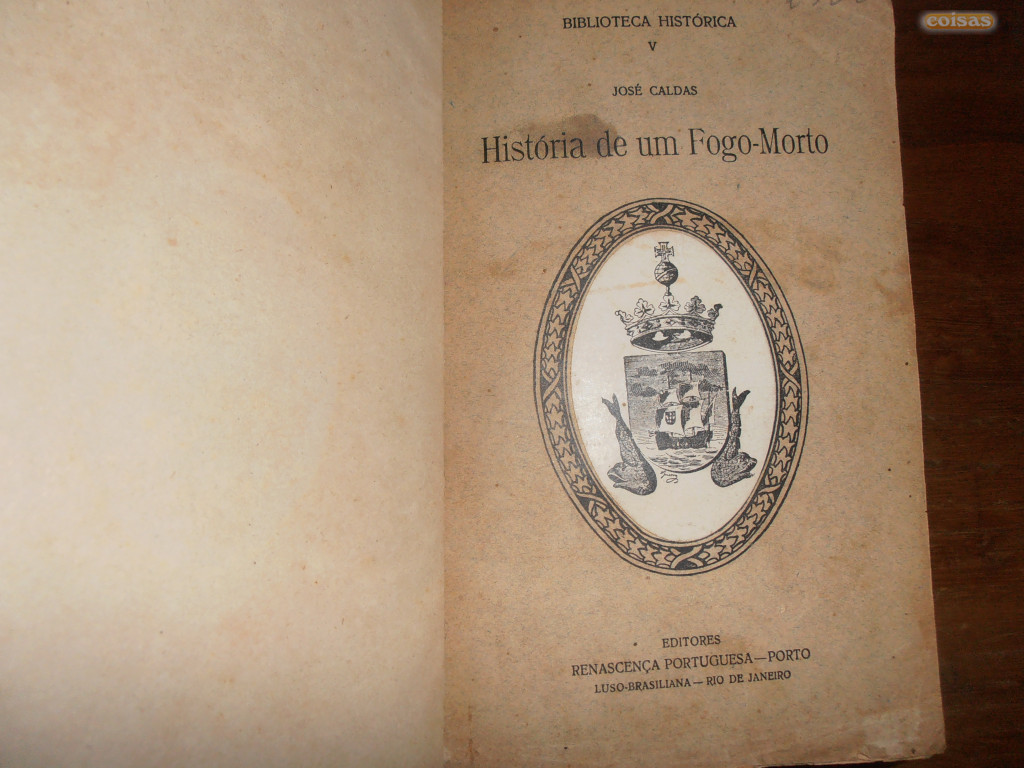 coisas
BIBLIOTECA HISTÓRICA
V
JOSÉ CALDAS
História de um Fogo-Morto
EDITORES
RENASCENÇA PORTUGUESA—PORTO
LUSO-BRASILIANA — RIO DE JANEIRO